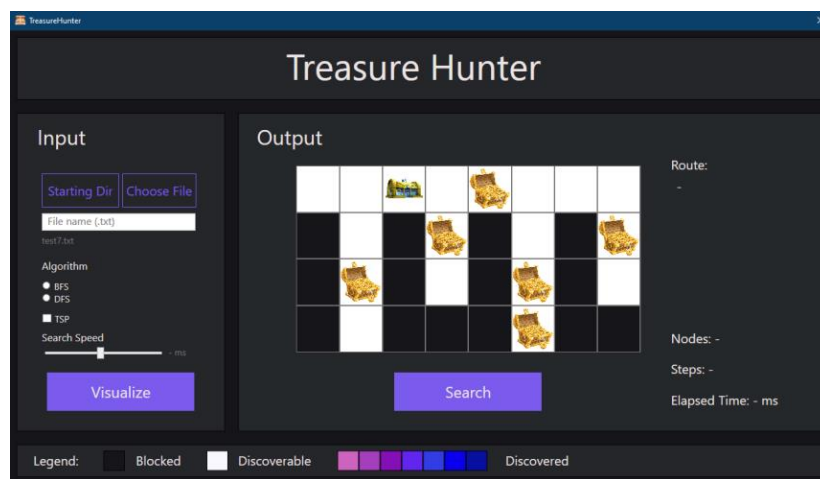 TreasureHunter
Treasure Hunter
Input
Starting Dir
Choose File
File name (.txt)
test7.txt
Algorithm
BFS
DFS
TSP
Search Speed
- ms
Visualize
Output
Search
Route:
-
Nodes: -
Steps: -
Elapsed Time: - ms
Legend:
Blocked
Discoverable
Discovered